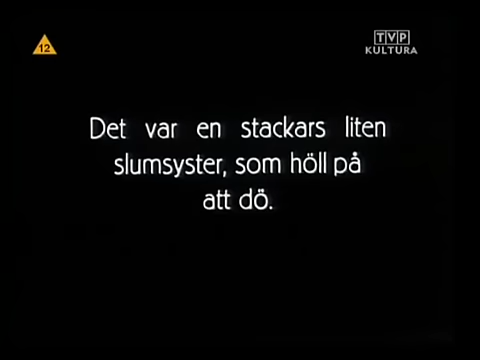 12
TVP
KULTURA
Det var en stackars liten
slumsyster, som höll på
att dö.